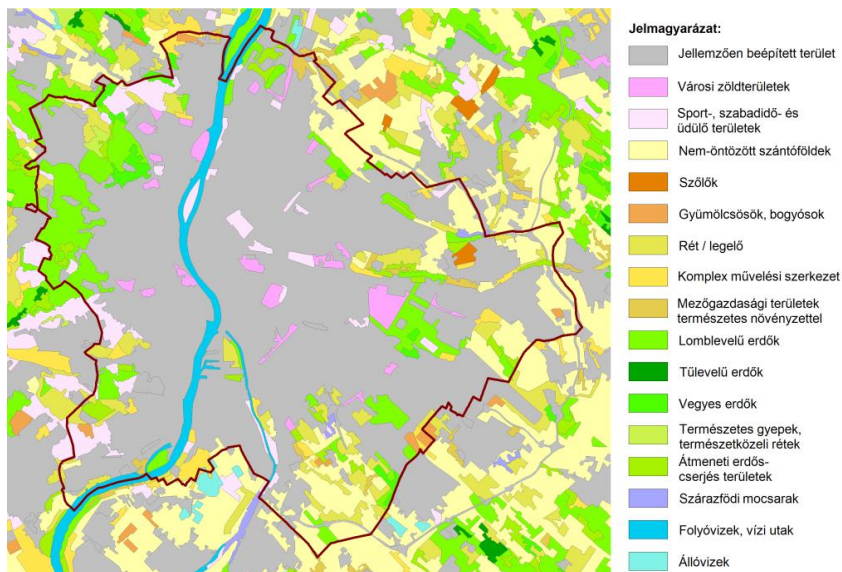 Jelmagyarázat:
Jellemzően beépített terület
Városi zöldterületek
Sport-, szabadidő- és
üdülő területek
Nem-öntözött szántóföldek
Szőlők
Gyümölcsösök, bogyósok
Rét / legelő
Komplex művelési szerkezet
Mezőgazdasági területek
természetes növényzettel
Lomblevelű erdők
Tűlevelű erdők
Vegyes erdők
Természetes gyepek,
természetközeli rétek
Átmeneti erdős-
cserjés területek
Szárazfödi mocsarak
Folyóvizek, vízi utak
Állóvizek